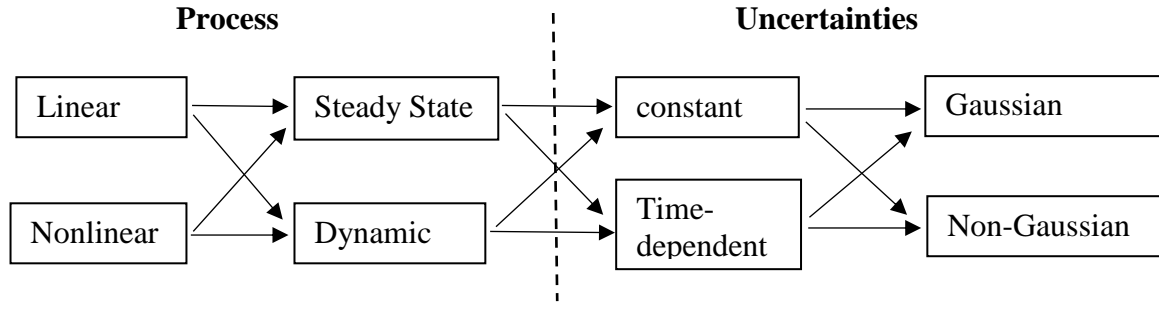 Process
Uncertainties
Linear
Steady State
constant
Gaussian
Nonlinear
Dynamic
Time-
dependent
Non-Gaussian